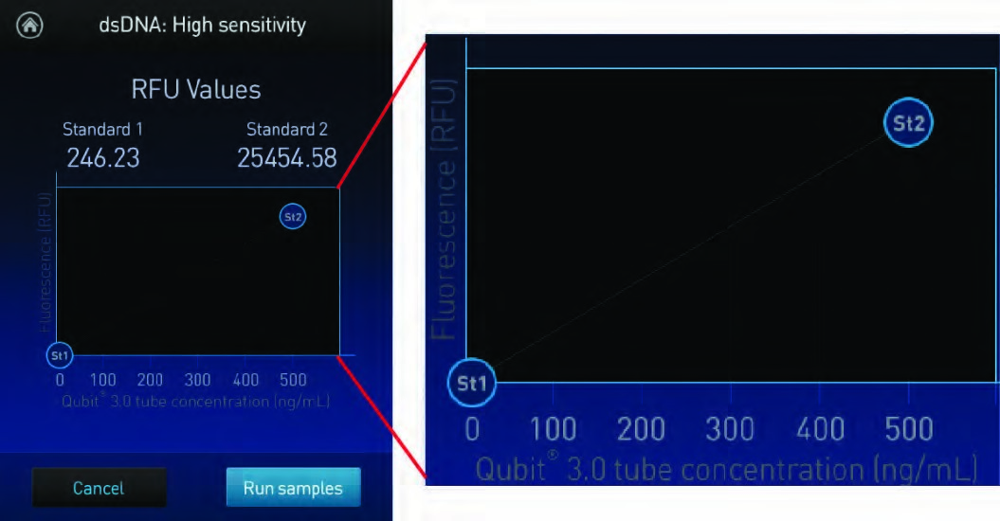 dsDNA: High sensitivity
RFU Values
Standard 1 Standard 2
246.23 25454.58
Fluorescence (RFU)
St2
St1
0 100 200 300 400 500
Qubit® 3.0 tube concentration (ng/mL)
Cancel Run samples
Fluorescence (RFU)
St2
St1
0 100 200 300 400 500
Qubit® 3.0 tube concentration (ng/mL)